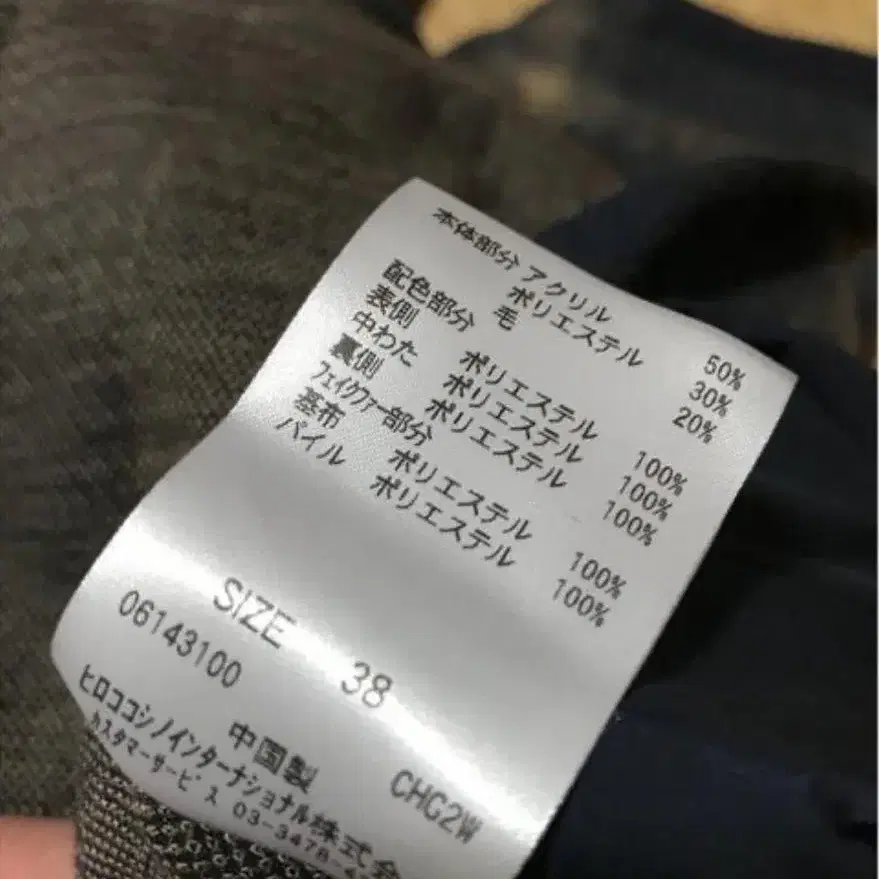 本体部分 アクリル 50%
ポリエステル 30%
毛 20%
配色部分
表側 ポリエステル 100%
中わた ポリエステル 100%
裏側 ポリエステル 100%
フェイクファー部分
基布 ポリエステル 100%
パイル ポリエステル 100%
SIZE 38
06143100
中国製 CHG2W
ヒロココシノインターナショナル株式会
カスタマーサービス 03-3478-